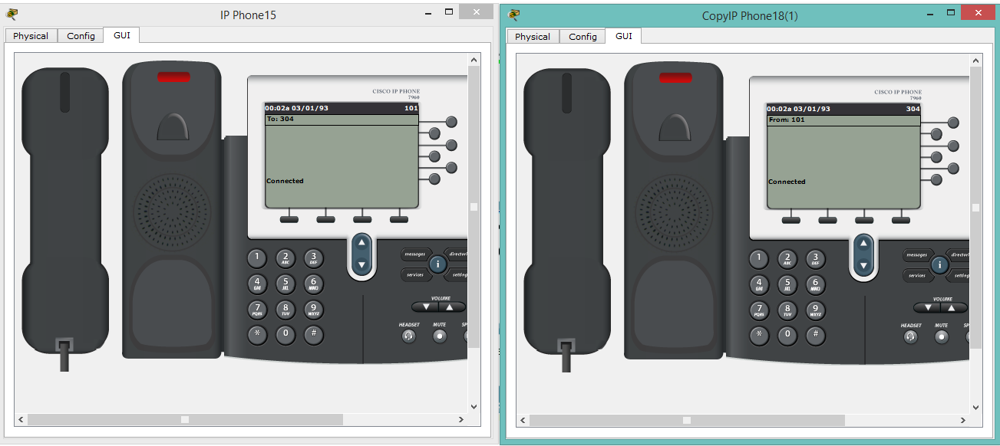 IP Phone15
Physical Config GUI
CISCO IP PHONE
7960
00:02a 03/01/93 101
To: 304
Connected
1 2 ABC 3 DEF
4 GHI 5 JKL 6 MNO
7 PQRS 8 TUV 9 WXYZ
* 0 #
messages director
i
services setting
VOLUME
HEADSET MUTE SP
CopyIP Phone18(1)
Physical Config GUI
CISCO IP PHONE
7960
00:02a 03/01/93 304
From: 101
Connected
1 2 ABC 3 DEF
4 GHI 5 JKL 6 MNO
7 PQRS 8 TUV 9 WXYZ
* 0 #
messages director
i
services setting
VOLUME
HEADSET MUTE SP